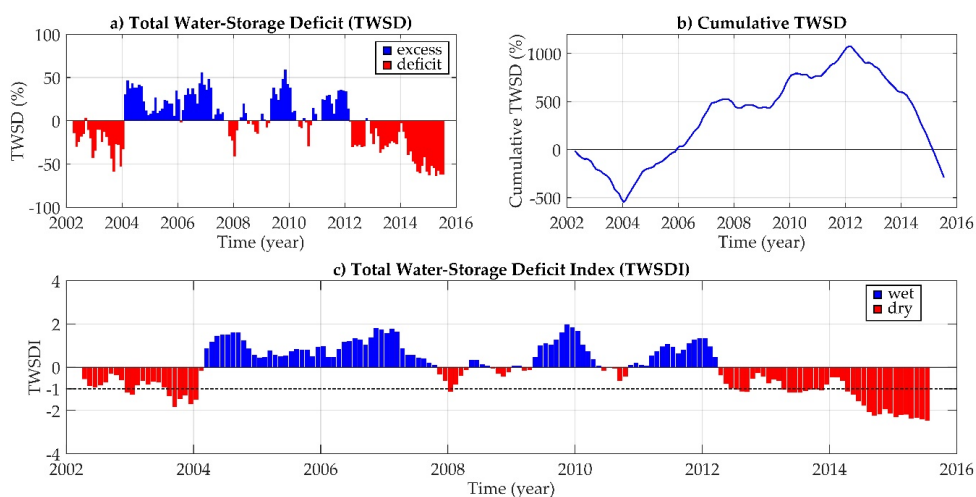 a) Total Water-Storage Deficit (TWSD)
100
50
0
-50
-100
TWSD (%)
excess
deficit
2002 2004 2006 2008 2010 2012 2014 2016
Time (year)
b) Cumulative TWSD
1000
500
0
-500
Cumulative TWSD (%)
2002 2004 2006 2008 2010 2012 2014 2016
Time (year)
c) Total Water-Storage Deficit Index (TWSDI)
4
2
0
-1
-2
-4
TWSDI
wet
dry
2002 2004 2006 2008 2010 2012 2014 2016
Time (year)